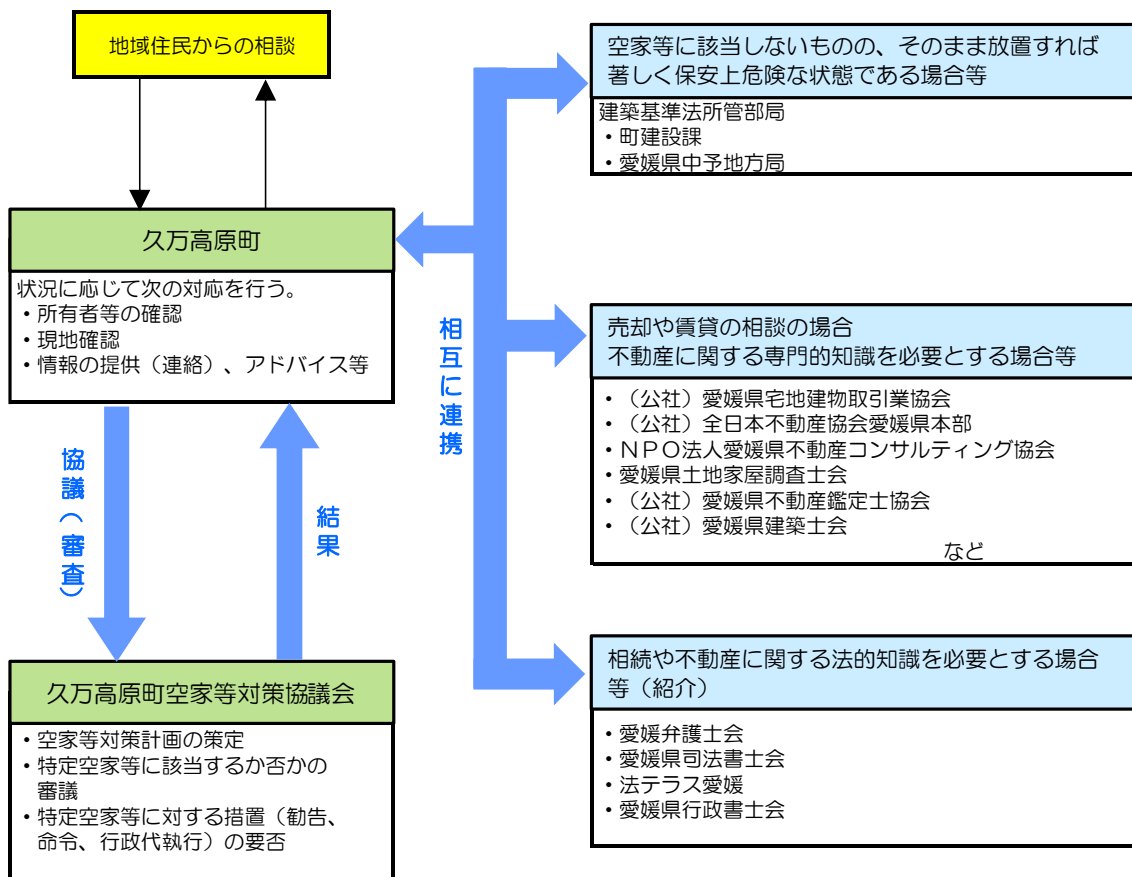 地域住民からの相談
久万高原町
状況に応じて次の対応を行う。
・所有者等の確認
・現地確認
・情報の提供（連絡）、アドバイス等
協議（審査）
結果
久万高原町空家等対策協議会
・空家等対策計画の策定
・特定空家等に該当するか否かの
審議
・特定空家等に対する措置（勧告、
命令、行政代執行）の要否
相互に連携
空家等に該当しないものの、そのまま放置すれば
著しく保安上危険な状態である場合等
建築基準法所管部局
・町建設課
・愛媛県中予地方局
売却や賃貸の相談の場合
不動産に関する専門的知識を必要とする場合等
・（公社）愛媛県宅地建物取引業協会
・（公社）全日本不動産協会愛媛県本部
・ＮＰＯ法人愛媛県不動産コンサルティング協会
・愛媛県土地家屋調査士会
・（公社）愛媛県不動産鑑定士協会
・（公社）愛媛県建築士会
など
相続や不動産に関する法的知識を必要とする場合
等（紹介）
・愛媛弁護士会
・愛媛県司法書士会
・法テラス愛媛
・愛媛県行政書士会